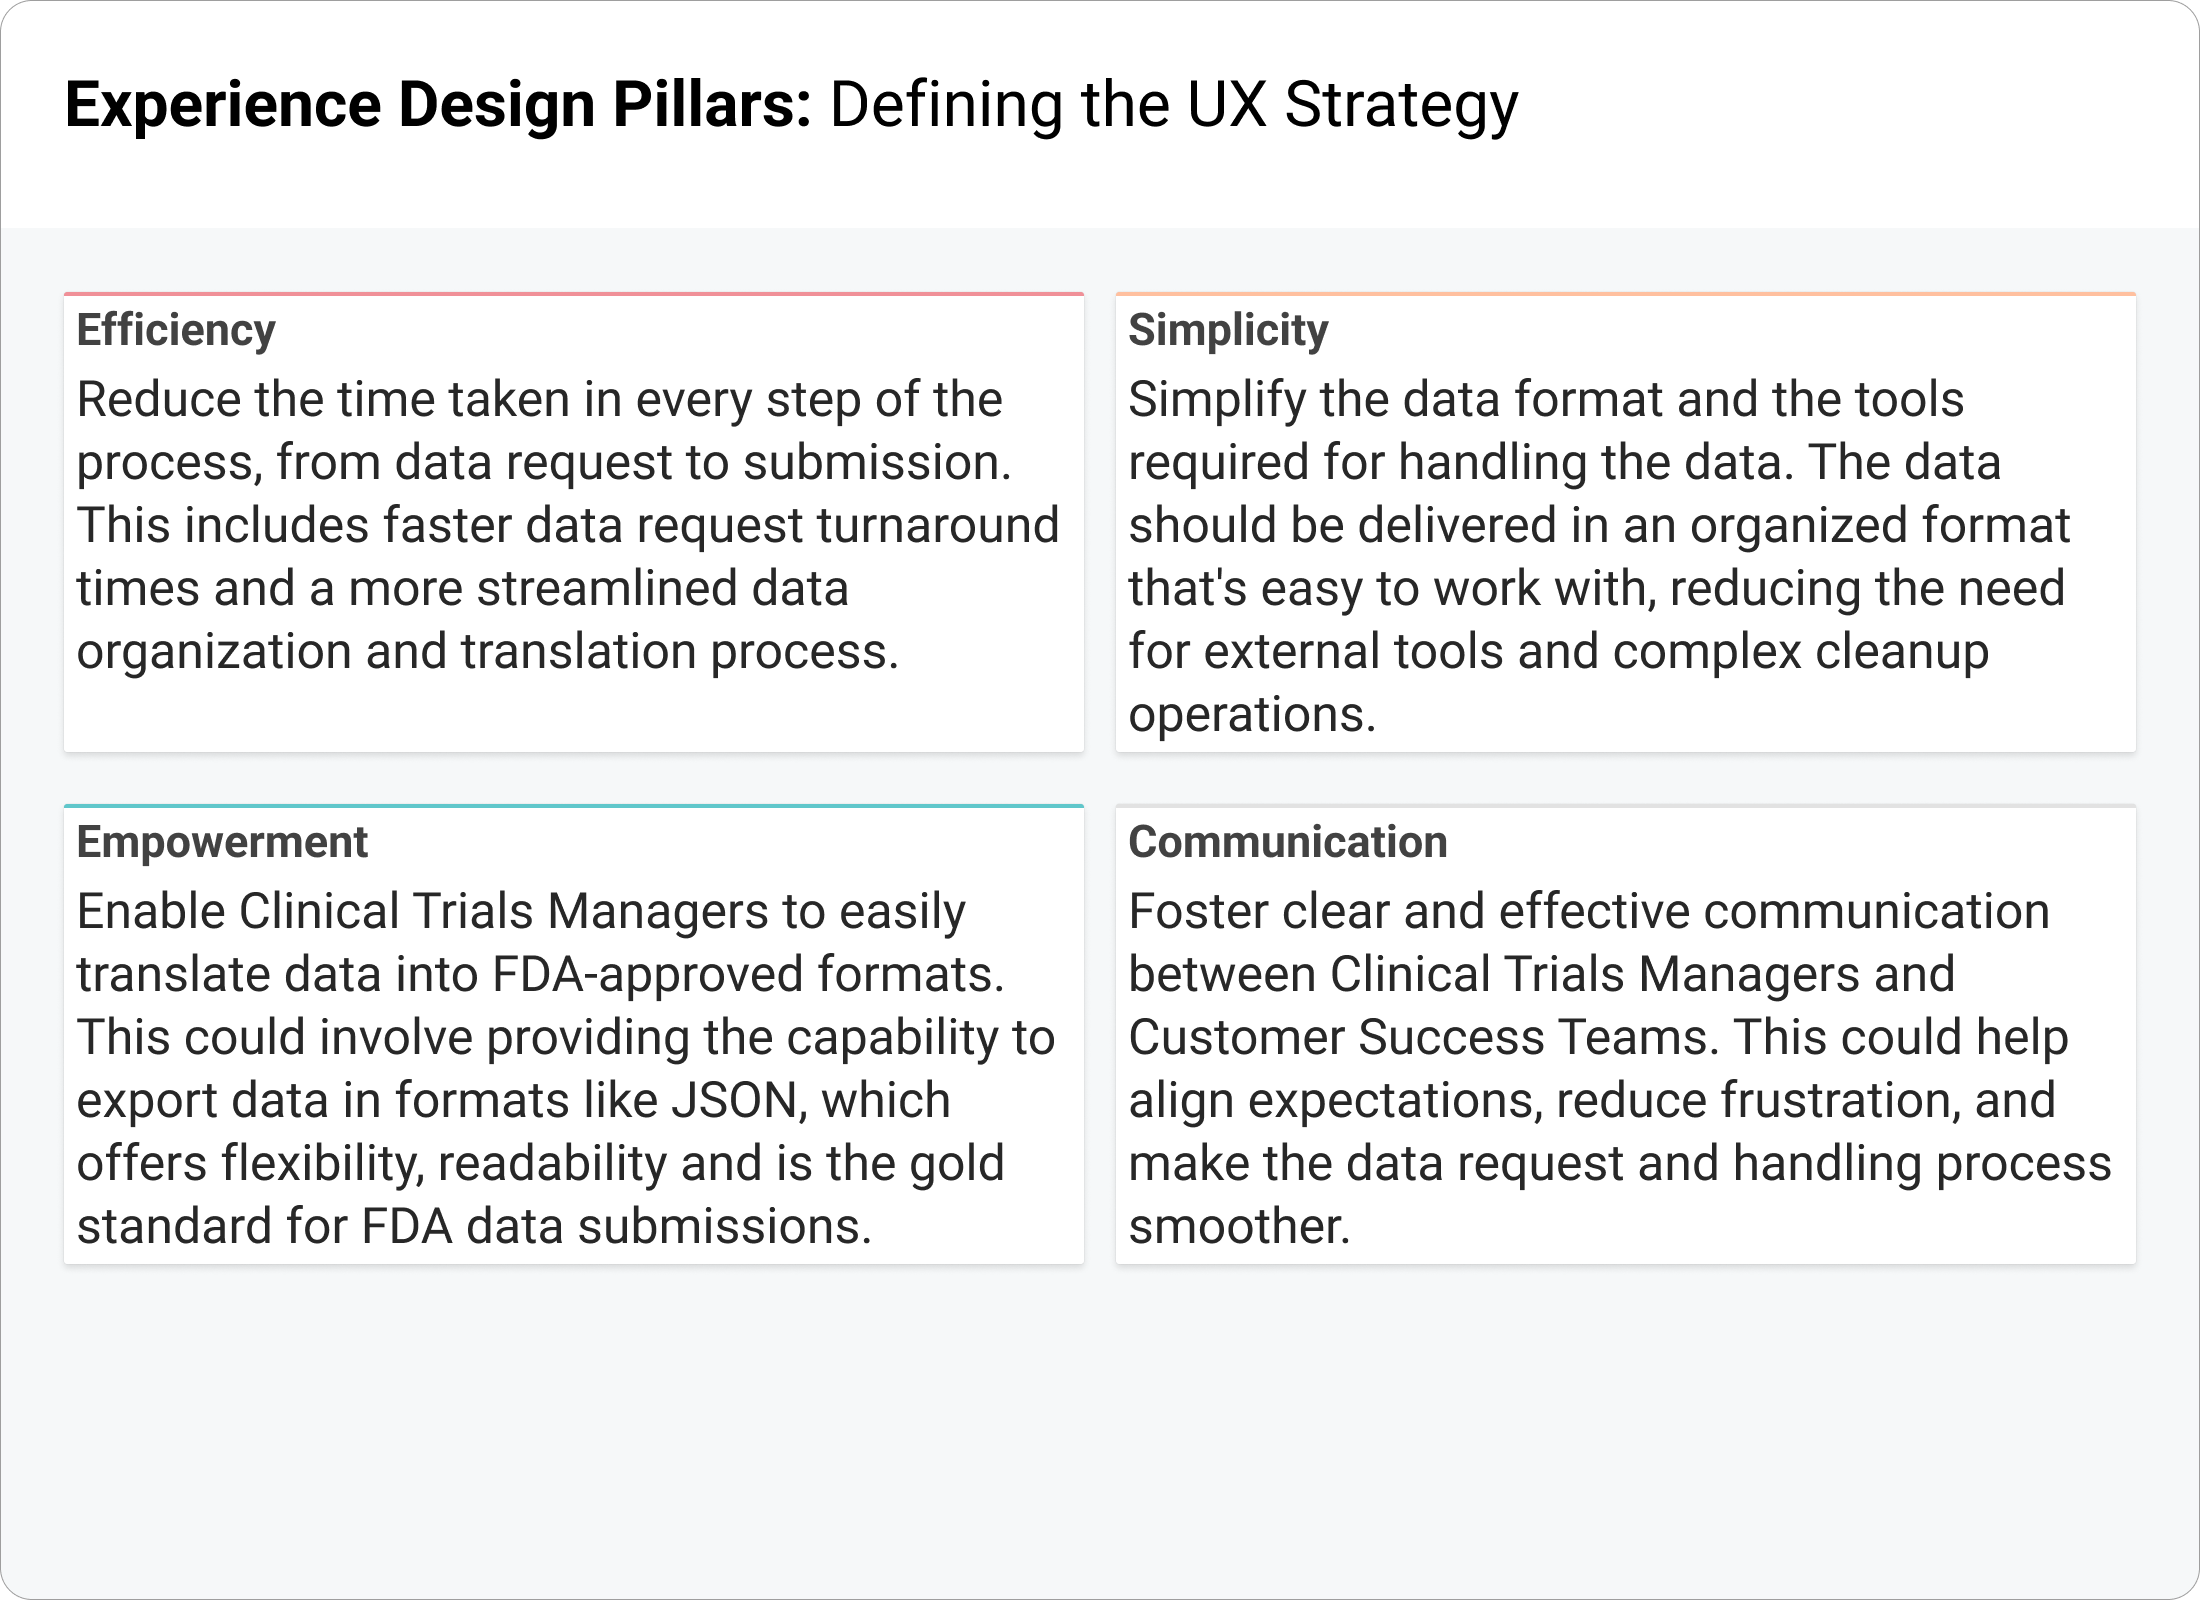 Experience Design Pillars: Defining the UX Strategy
Efficiency
Reduce the time taken in every step of the
process, from data request to submission.
This includes faster data request turnaround
times and a more streamlined data
organization and translation process.
Simplicity
Simplify the data format and the tools
required for handling the data. The data
should be delivered in an organized format
that's easy to work with, reducing the need
for external tools and complex cleanup
operations.
Empowerment
Enable Clinical Trials Managers to easily
translate data into FDA-approved formats.
This could involve providing the capability to
export data in formats like JSON, which
offers flexibility, readability and is the gold
standard for FDA data submissions.
Communication
Foster clear and effective communication
between Clinical Trials Managers and
Customer Success Teams. This could help
align expectations, reduce frustration, and
make the data request and handling process
smoother.